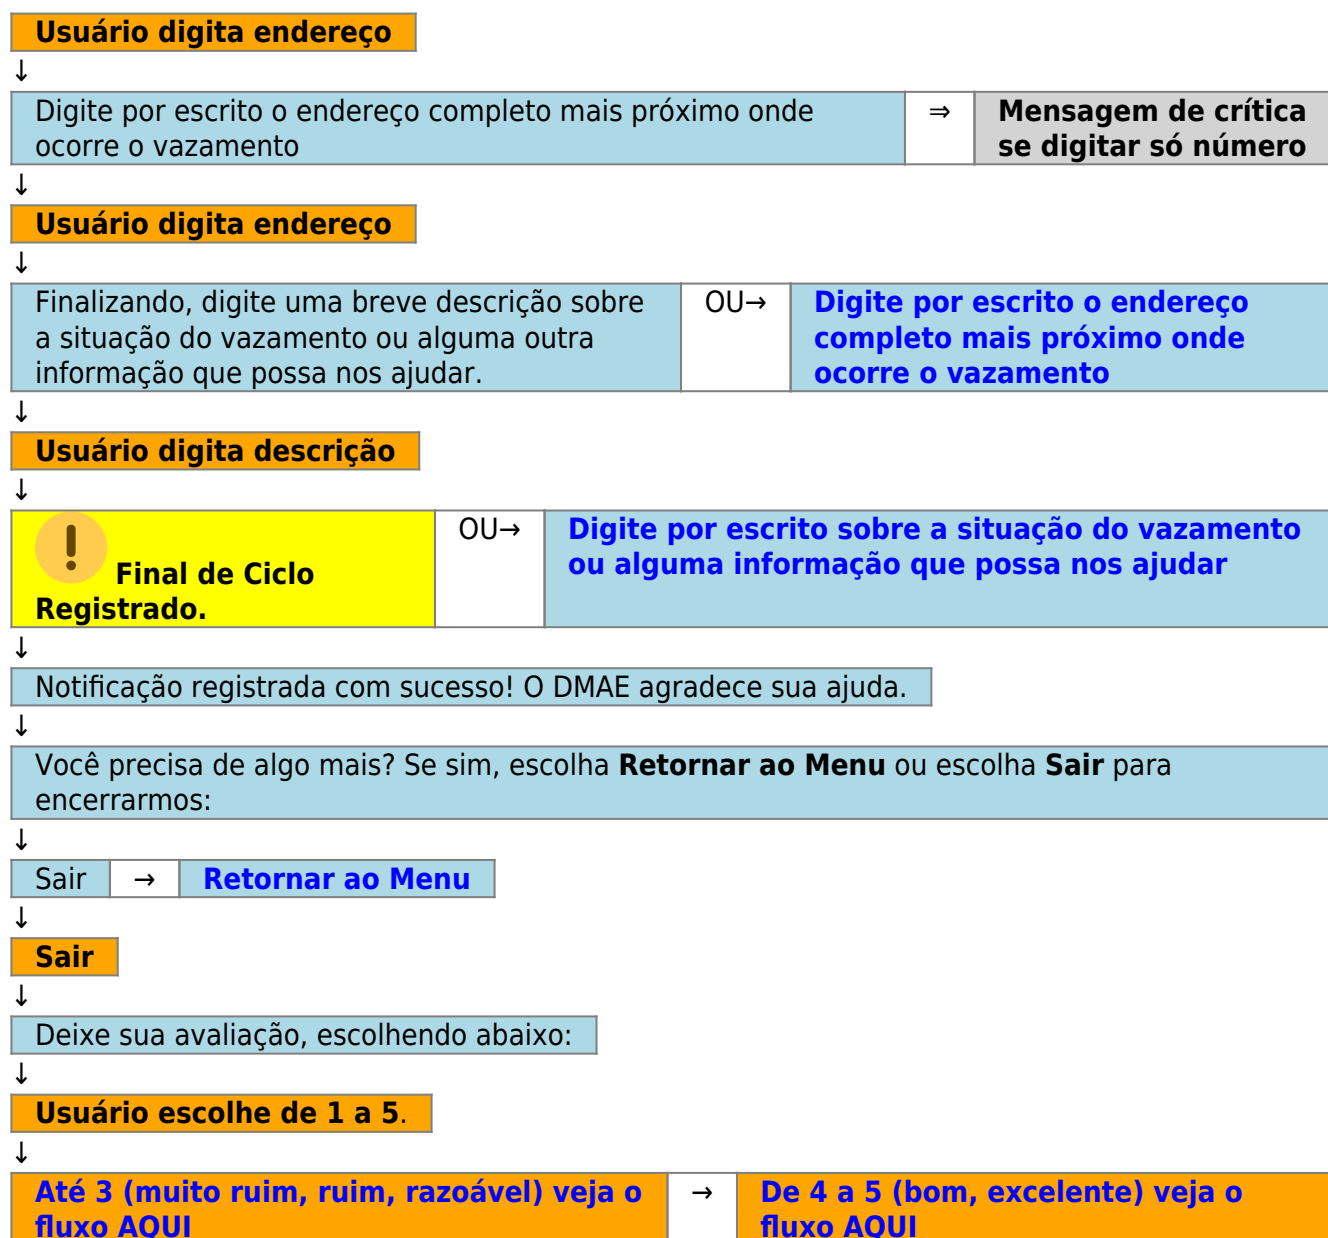 Usuário digita endereço
↓
Digite por escrito o endereço completo mais próximo onde
ocorre o vazamento
⇒
Mensagem de crítica
se digitar só número
↓
Usuário digita endereço
↓
Finalizando, digite uma breve descrição sobre
a situação do vazamento ou alguma outra
informação que possa nos ajudar.
OU→
Digite por escrito o endereço
completo mais próximo onde
ocorre o vazamento
↓
Usuário digita descrição
↓
Final de Ciclo
Registrado.
OU→
Digite por escrito sobre a situação do vazamento
ou alguma informação que possa nos ajudar
↓
Notificação registrada com sucesso! O DMAE agradece sua ajuda.
↓
Você precisa de algo mais? Se sim, escolha Retornar ao Menu ou escolha Sair para
encerrarmos:
↓
Sair → Retornar ao Menu
↓
Sair
↓
Deixe sua avaliação, escolhendo abaixo:
↓
Usuário escolhe de 1 a 5.
↓
Até 3 (muito ruim, ruim, razoável) veja o
fluxo AQUI
→
De 4 a 5 (bom, excelente) veja o
fluxo AQUI